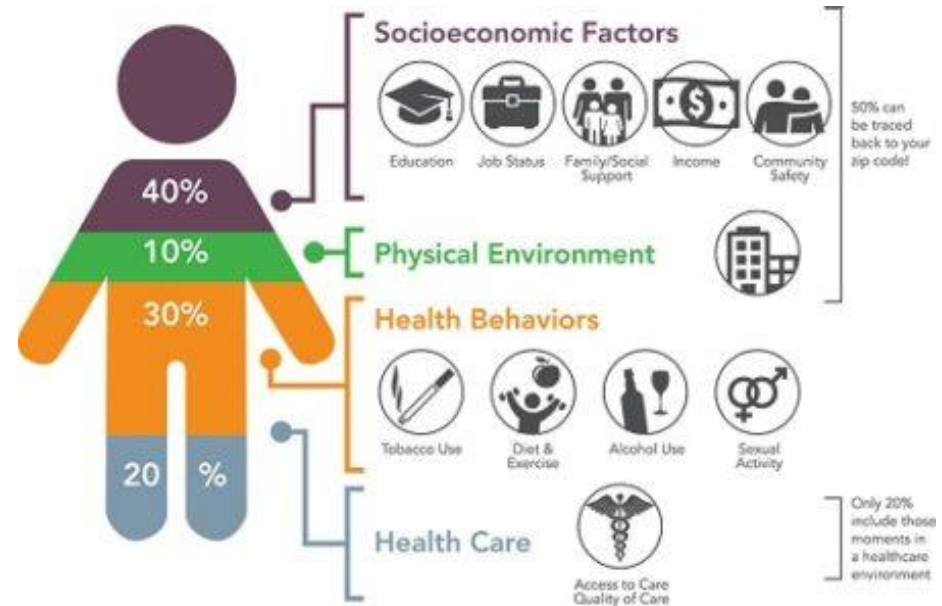 Socioeconomic Factors
Education
Job Status
Family/Social
Support
Income
Community
Safety
50% can
be traced
back to your
zip code!
40%
10%
Physical Environment
30%
Health Behaviors
Tobacco Use
Diet &
Exercise
Alcohol Use
Sexual
Activity
20 %
Health Care
Access to Care
Quality of Care
Only 20%
include those
moments in
a healthcare
environment